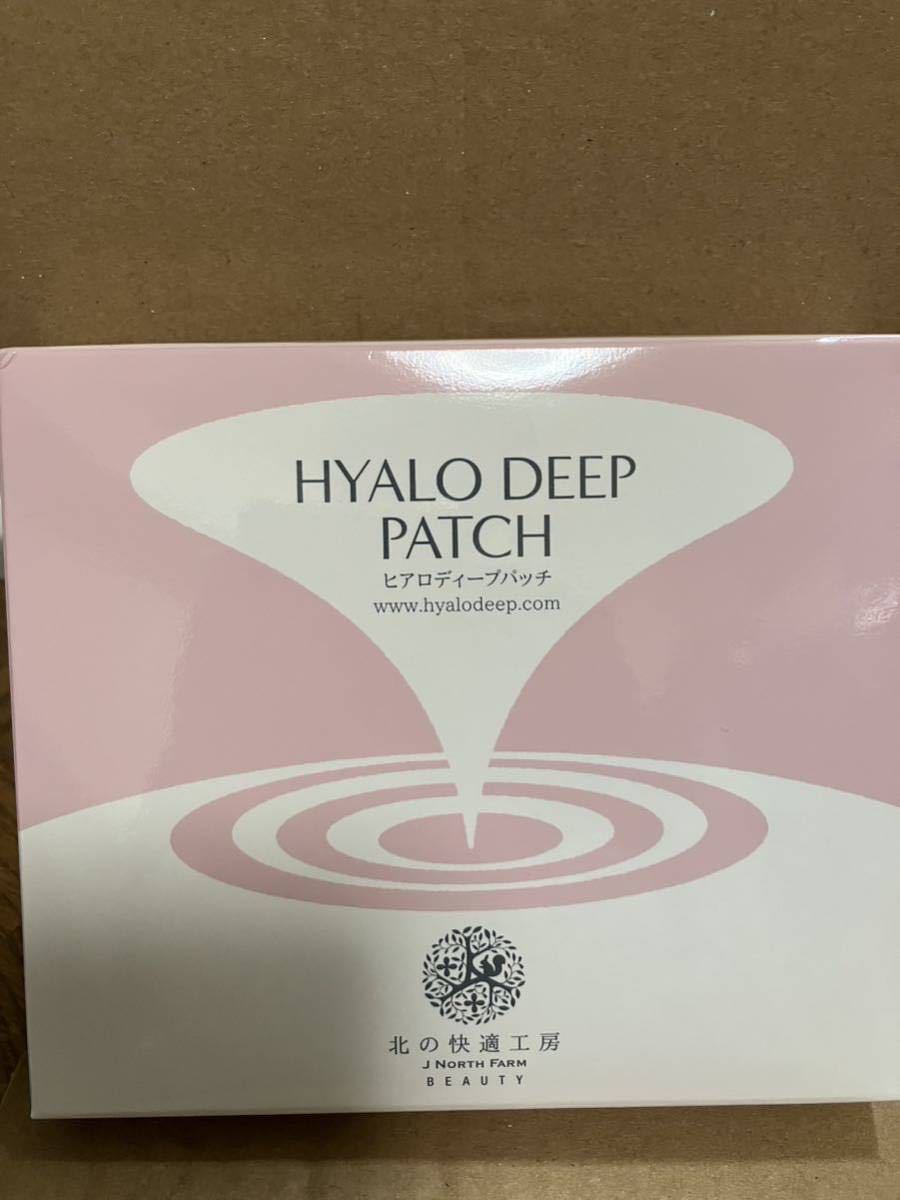 HYALO DEEP
PATCH
ヒアロディープパッチ
www.hyalodeep.com
北の快適工房
J NORTH FARM
BEAUTY